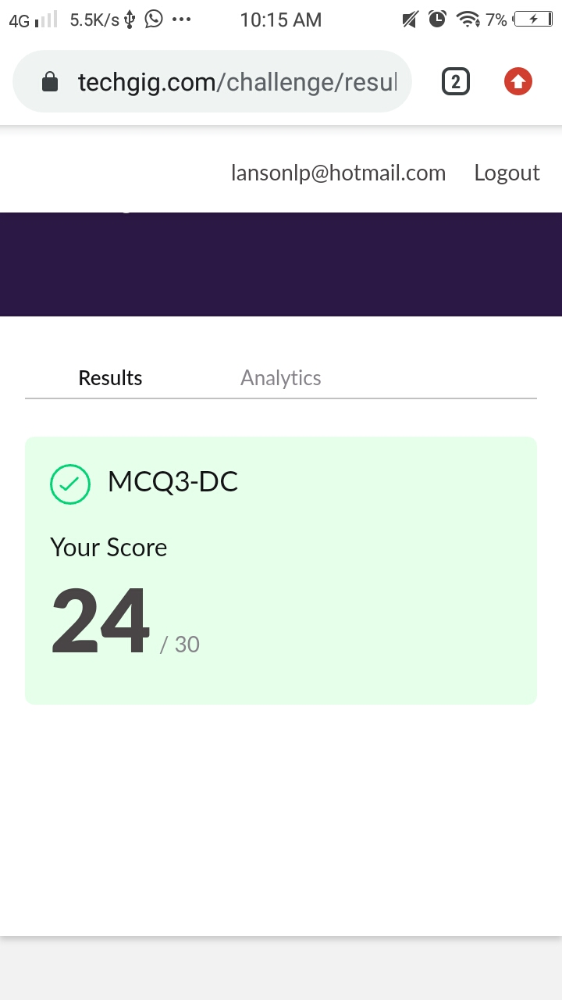 4G 5.5K/s 10:15 AM 7%
techgig.com/challenge/resul
2
lansonlp@hotmail.com Logout
Results Analytics
MCQ3-DC
Your Score
24 / 30